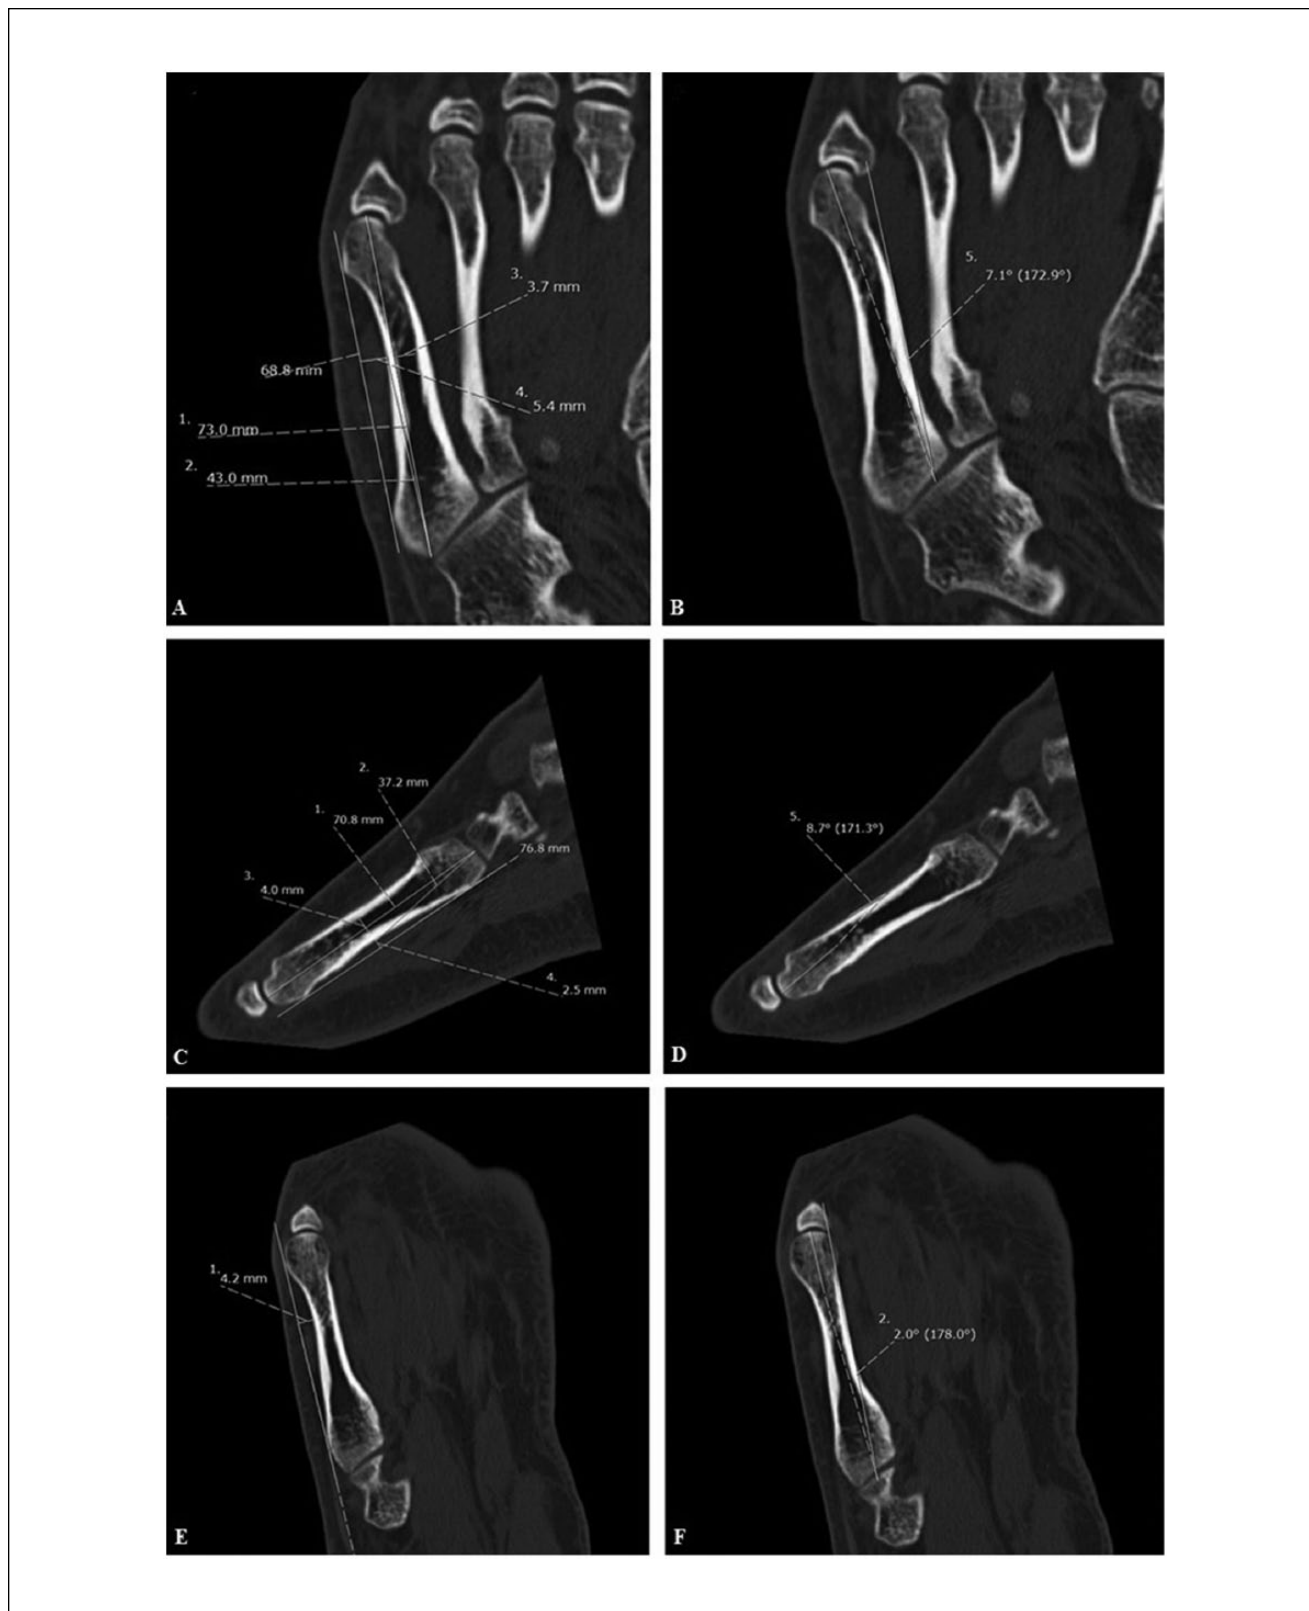 3.
3.7 mm
68.8 mm
4.
5.4 mm
1.
73.0 mm
2.
43.0 mm
A
5.
7.1° (172.9°)
B
2.
37.2 mm
1.
70.8 mm
76.8 mm
3.
4.0 mm
4.
2.5 mm
C
5.
8.7° (171.3°)
D
1.
4.2 mm
E
2.
2.0° (178.0°)
F